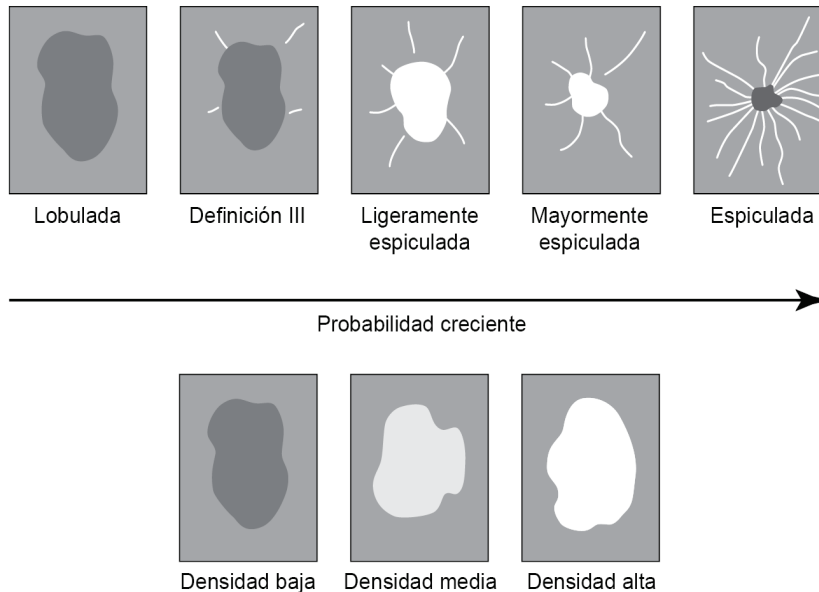 Lobulada
Definición III
Ligeramente
espiculada
Mayormente
espiculada
Espiculada
Probabilidad creciente
Densidad baja
Densidad media
Densidad alta